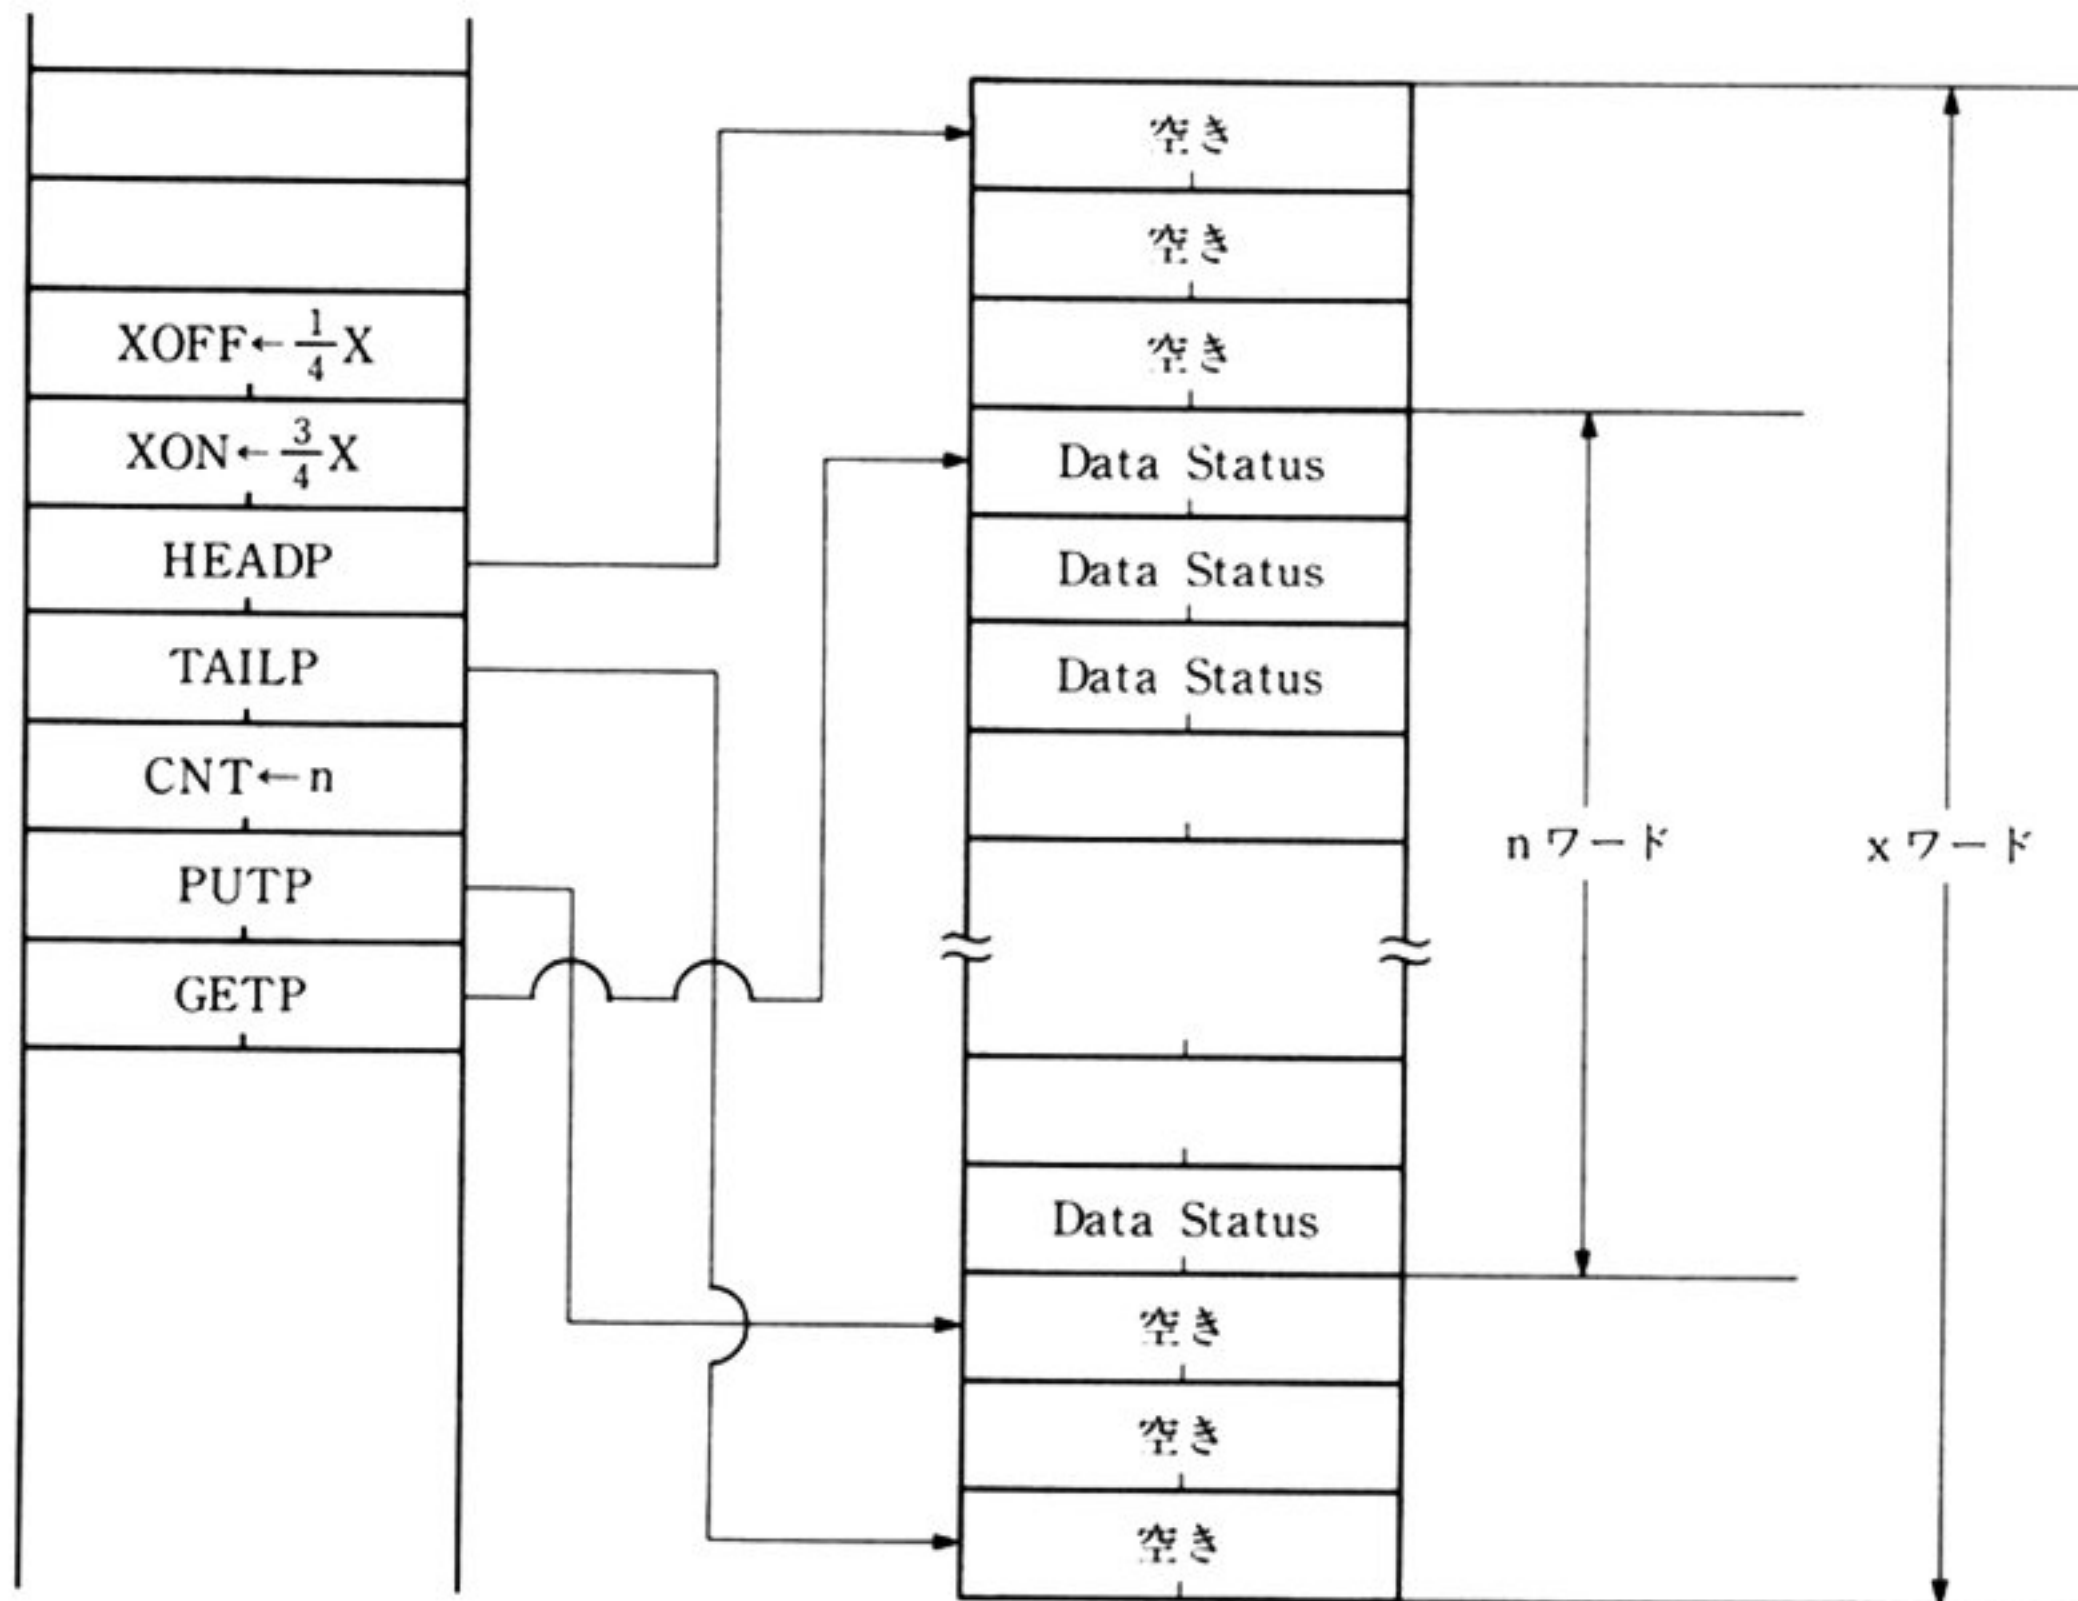 XOFF←1/4X
XON←3/4X
HEADP
TAILP
CNT←n
PUTP
GETP
空き
空き
空き
Data Status
Data Status
Data Status
Data Status
空き
空き
空き
nワード
xワード